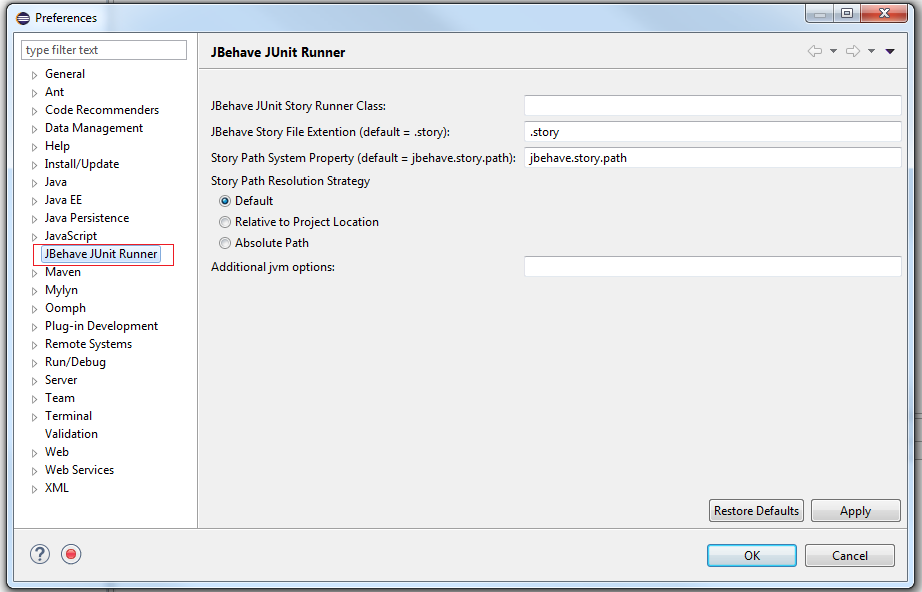 Preferences
type filter text
General
Ant
Code Recommenders
Data Management
Help
Install/Update
Java
Java EE
Java Persistence
JavaScript
JBehave JUnit Runner
Maven
Mylyn
Oomph
Plug-in Development
Remote Systems
Run/Debug
Server
Team
Terminal
Validation
Web
Web Services
XML
JBehave JUnit Runner
JBehave JUnit Story Runner Class:
JBehave Story File Extention (default = .story): .story
Story Path System Property (default = jbehave.story.path): jbehave.story.path
Story Path Resolution Strategy
Default
Relative to Project Location
Absolute Path
Additional jvm options:
Restore Defaults Apply
OK Cancel